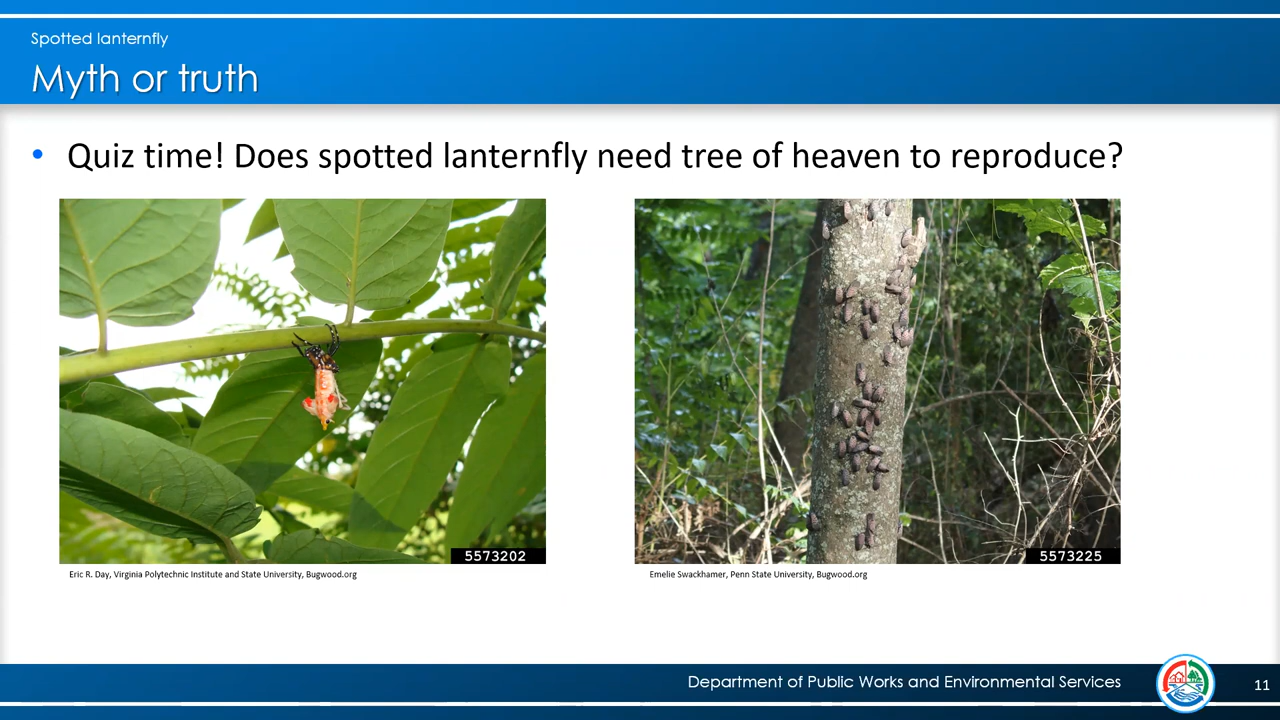 Spotted lanternfly
Myth or truth
• Quiz time! Does spotted lanternfly need tree of heaven to reproduce?
5573202
5573225
Eric R. Day, Virginia Polytechnic Institute and State University, Bugwood.org
Emelie Swackhamer, Penn State University, Bugwood.org
Department of Public Works and Environmental Services
11